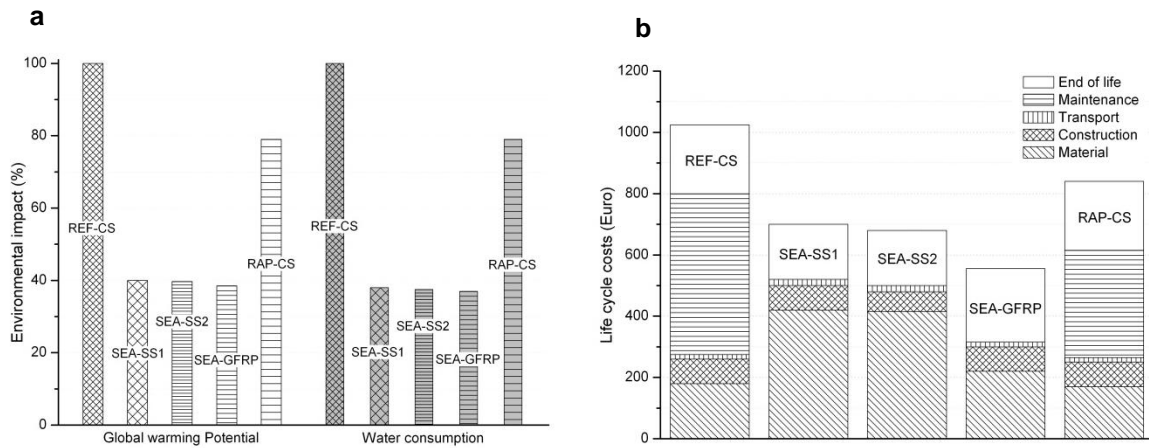 a
100
80
60
40
20
0
Environmental impact (%)
REF-CS
SEA-SS1
SEA-SS2
SEA-GFRP
RAP-CS
REF-CS
SEA-SS1
SEA-SS2
SEA-GFRP
RAP-CS
Global warming Potential
Water consumption
b
1200
1000
800
600
400
200
0
Life cycle costs (Euro)
End of life
Maintenance
Transport
Construction
Material
REF-CS
SEA-SS1
SEA-SS2
SEA-GFRP
RAP-CS